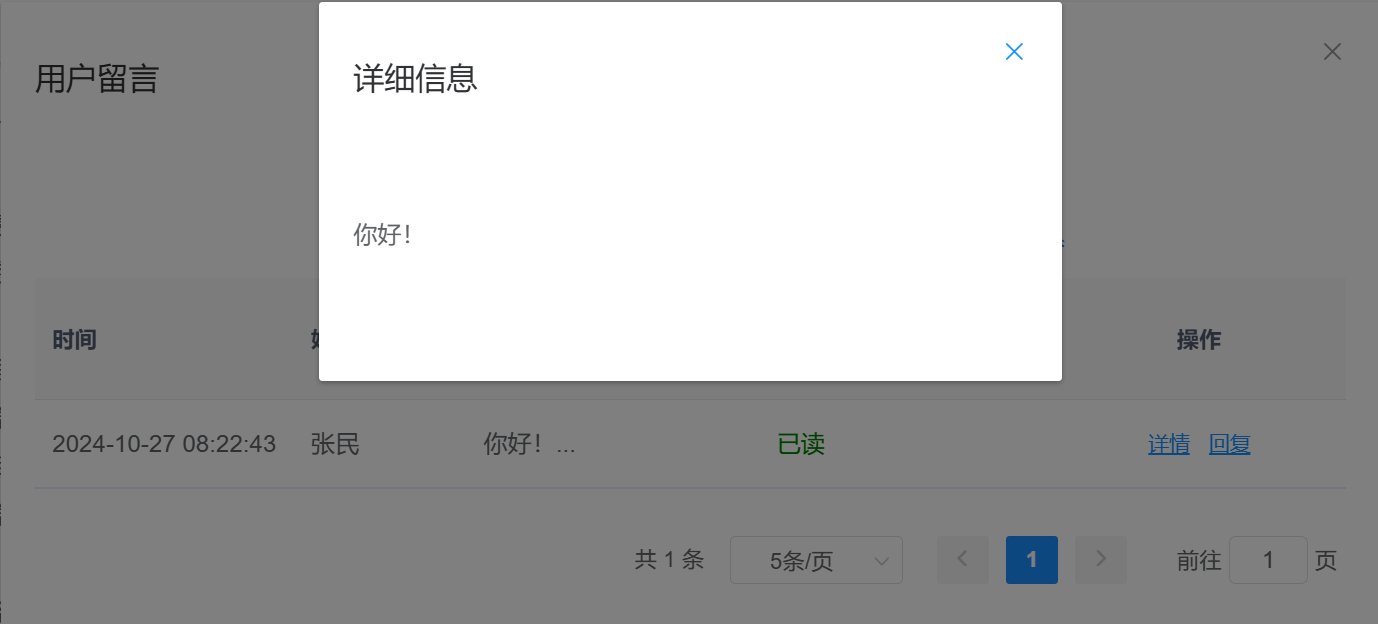 用户留言
详细信息
你好！
时间 操作
2024-10-27 08:22:43 张民 你好！... 已读 详情 回复
共 1 条 5条/页 1 前往 1 页